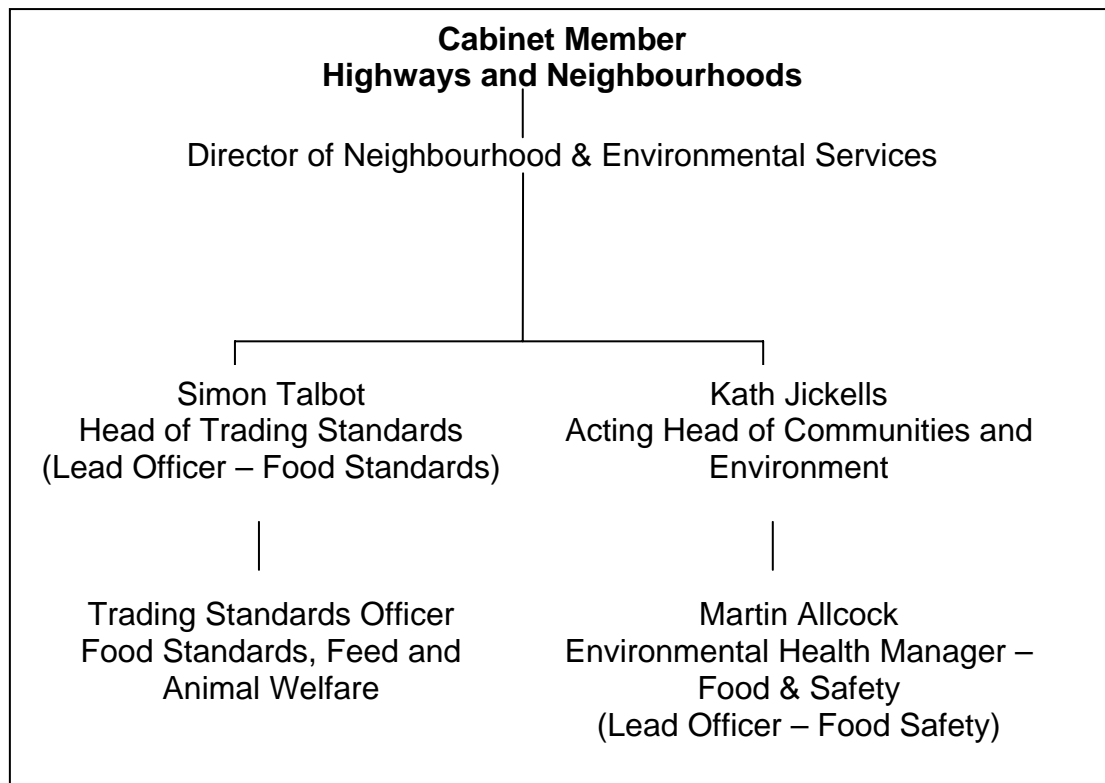 Cabinet Member
Highways and Neighbourhoods
Director of Neighbourhood & Environmental Services
Simon Talbot
Head of Trading Standards
(Lead Officer – Food Standards)
Kath Jickells
Acting Head of Communities and
Environment
Trading Standards Officer
Food Standards, Feed and
Animal Welfare
Martin Allcock
Environmental Health Manager –
Food & Safety
(Lead Officer – Food Safety)